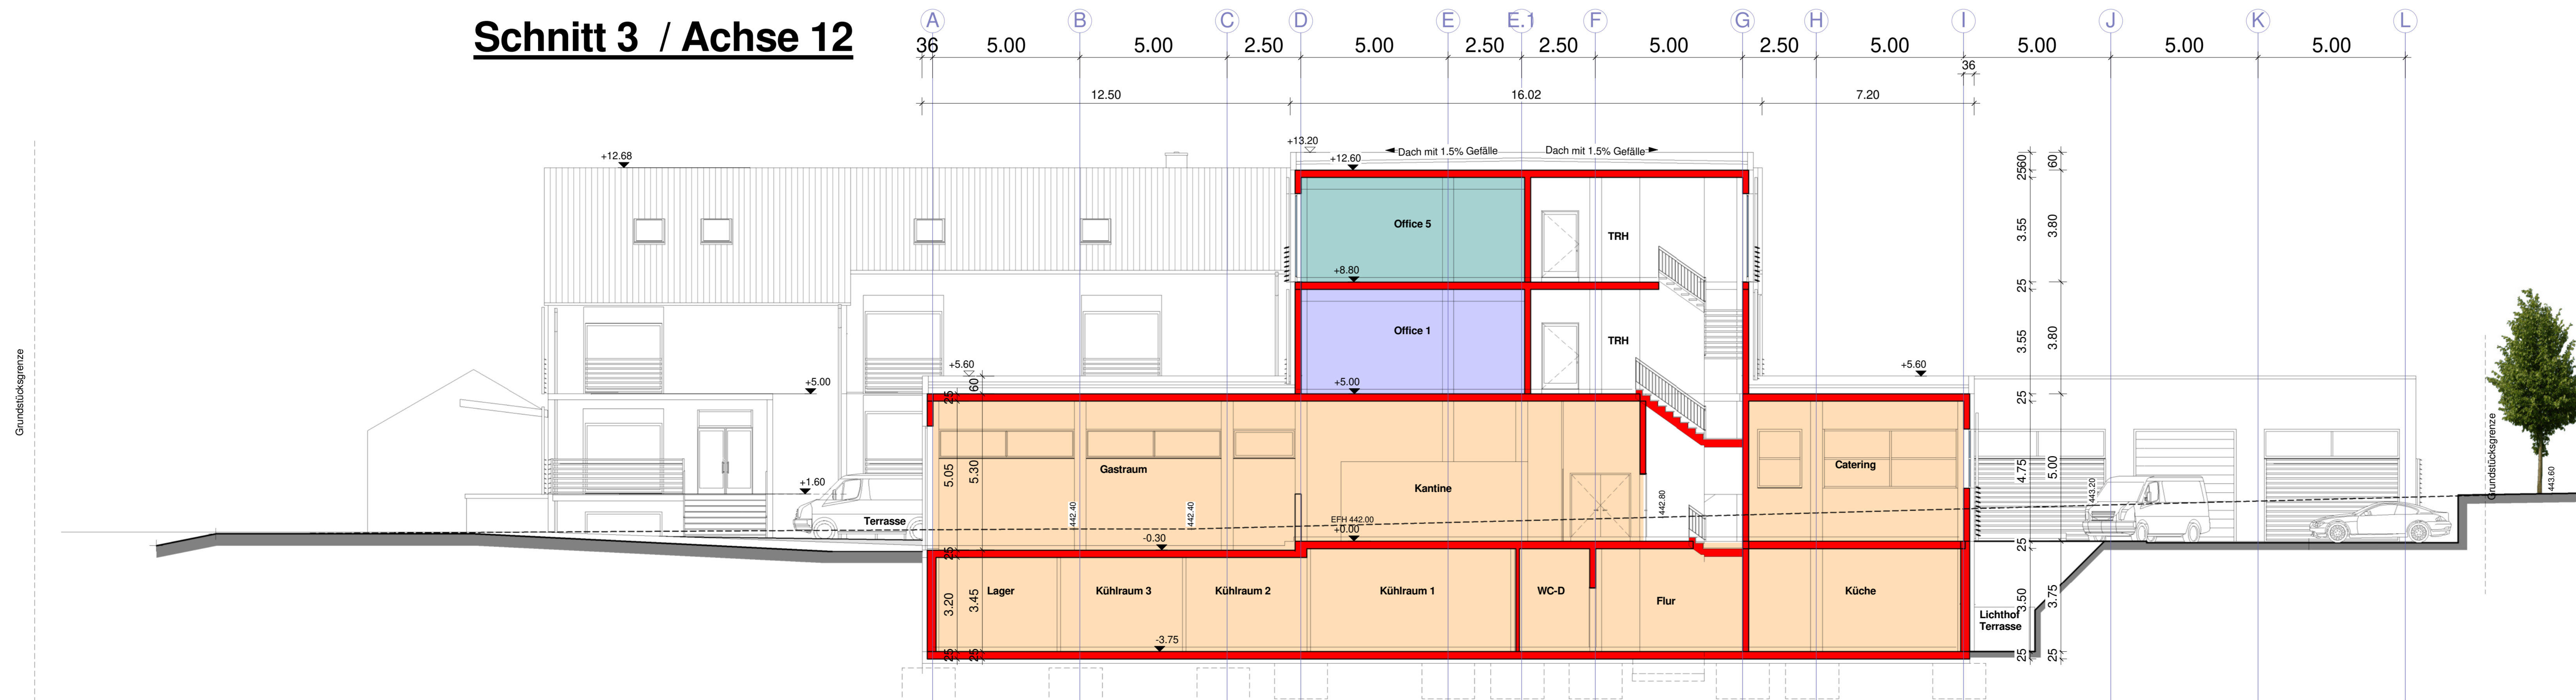 Schnitt 3 / Achse 12
A B C D E E.1 F G H I J K L
36 5.00 5.00 2.50 5.00 2.50 2.50 5.00 2.50 5.00 5.00 5.00 5.00
36
12.50 16.02 7.20
+13.20
Dach mit 1.5% Gefälle Dach mit 1.5% Gefälle
+12.68 +12.60
25 60 60
Office 5
TRH
3.55 3.80
+8.80
25
Office 1
TRH
3.55 3.80
+5.60 +5.60
+5.00 +5.00
60
25 25
Grundstücksgrenze
Gastraum
Catering
Kantine
5.05 5.30
4.75 5.00
+1.60
Terrasse
442.40 442.40
442.80
443.20
Grundstücksgrenze
443.60
EFH 442.00
+0.00
-0.30
25 25
Lager
Kühlraum 3
Kühlraum 2
Kühlraum 1
WC-D
Flur
Küche
3.20 3.45
3.50 3.75
Lichthof
Terrasse
-3.75
25 25 25 25